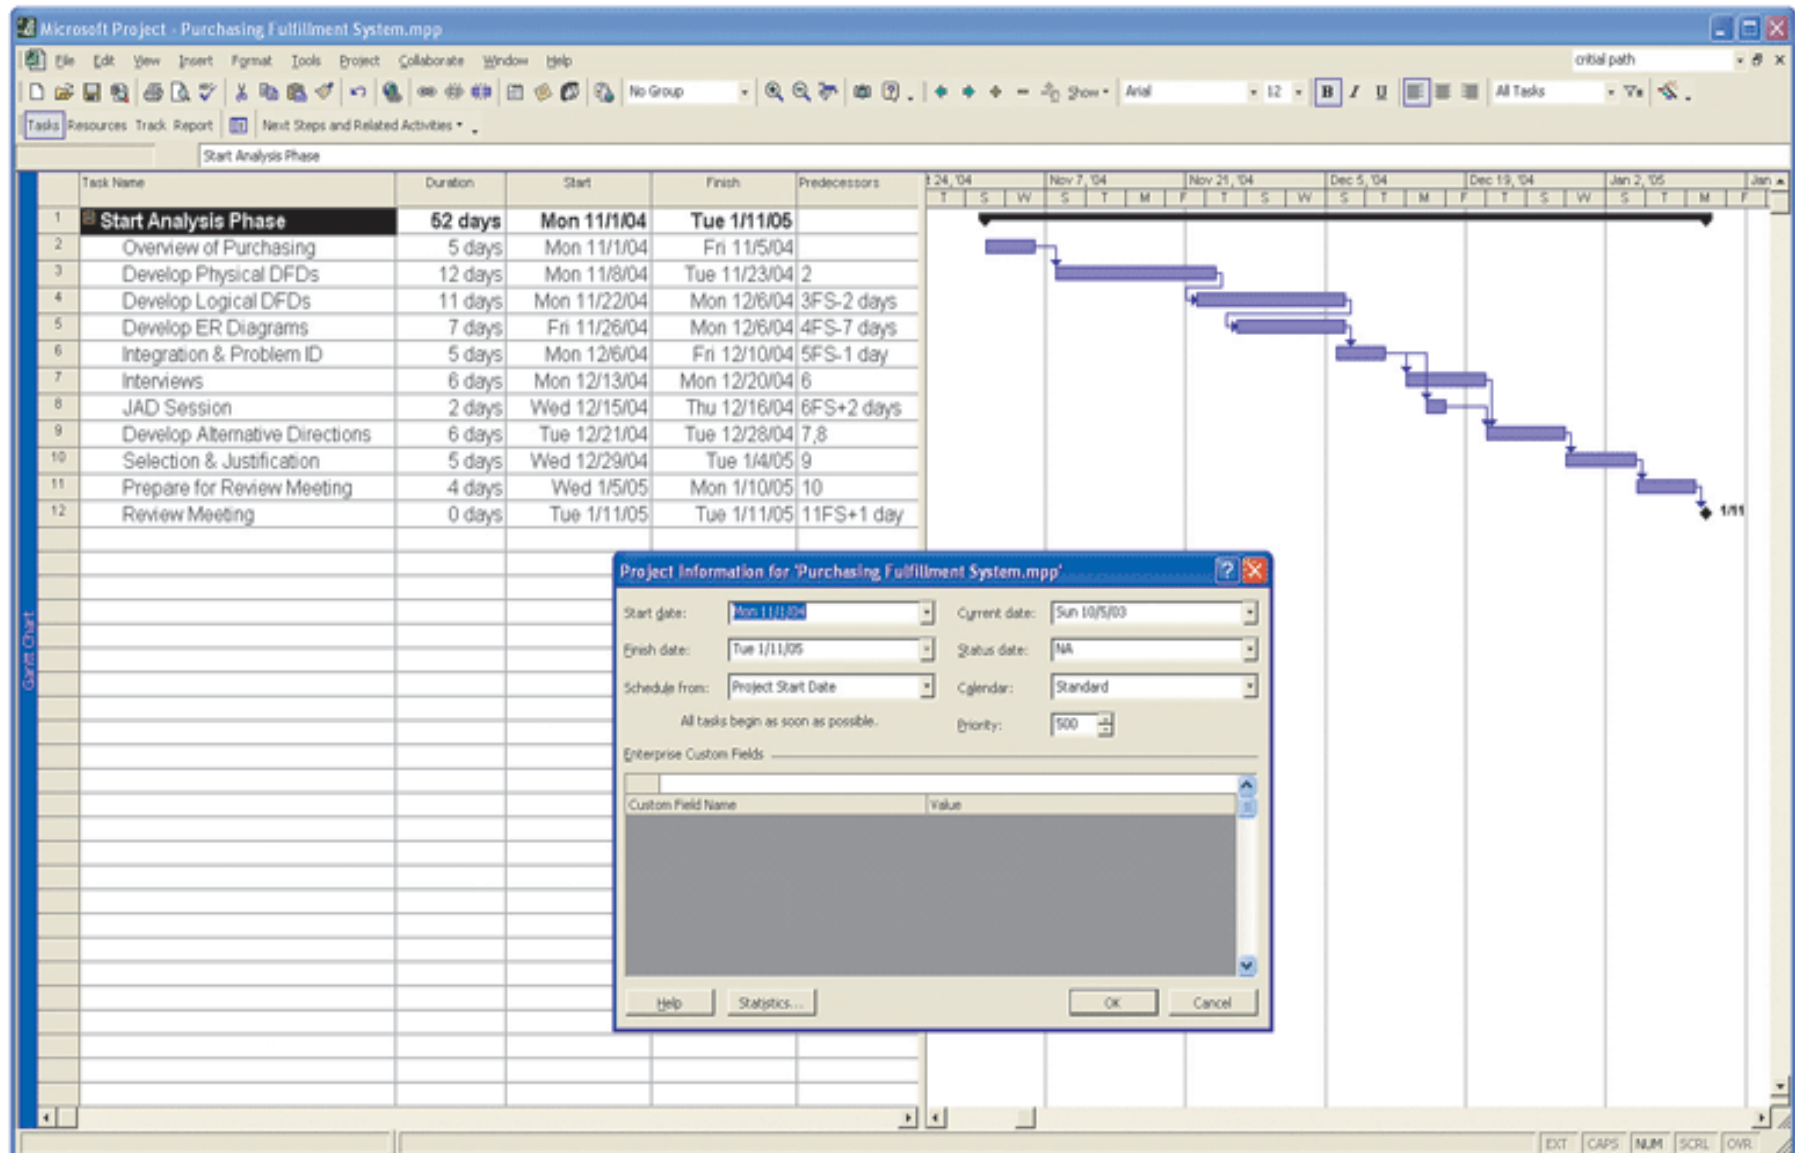 Microsoft Project - Purchasing Fulfillment System.mpp
File Edit View Insert Format Tools Project Collaborate Window Help critial path
No Group Show Arial 12 B I U All Tasks
Tasks Resources Track Report Next Steps and Related Activities
Start Analysis Phase
Task Name Duration Start Finish Predecessors t 24, '04 Nov 7, '04 Nov 21, '04 Dec 5, '04 Dec 19, '04 Jan 2, '05 Jan
T S W S T M F T S W S T M F T S W S T M F
1 Start Analysis Phase 52 days Mon 11/1/04 Tue 1/11/05
2 Overview of Purchasing 5 days Mon 11/1/04 Fri 11/5/04
3 Develop Physical DFDs 12 days Mon 11/8/04 Tue 11/23/04 2
4 Develop Logical DFDs 11 days Mon 11/22/04 Mon 12/6/04 3FS-2 days
5 Develop ER Diagrams 7 days Fri 11/26/04 Mon 12/6/04 4FS-7 days
6 Integration & Problem ID 5 days Mon 12/6/04 Fri 12/10/04 5FS-1 day
7 Interviews 6 days Mon 12/13/04 Mon 12/20/04 6
8 JAD Session 2 days Wed 12/15/04 Thu 12/16/04 6FS+2 days
9 Develop Alternative Directions 6 days Tue 12/21/04 Tue 12/28/04 7,8
10 Selection & Justification 5 days Wed 12/29/04 Tue 1/4/05 9
11 Prepare for Review Meeting 4 days Wed 1/5/05 Mon 1/10/05 10
12 Review Meeting 0 days Tue 1/11/05 Tue 1/11/05 11FS+1 day 1/11
Gantt Chart
Project Information for 'Purchasing Fulfillment System.mpp'
Start date: Mon 11/1/04 Current date: Sun 10/5/03
Finish date: Tue 1/11/05 Status date: NA
Schedule from: Project Start Date Calendar: Standard
All tasks begin as soon as possible. Priority: 500
Enterprise Custom Fields
Custom Field Name Value
Help Statistics... OK Cancel
EXT CAPS NUM SCRL OVR